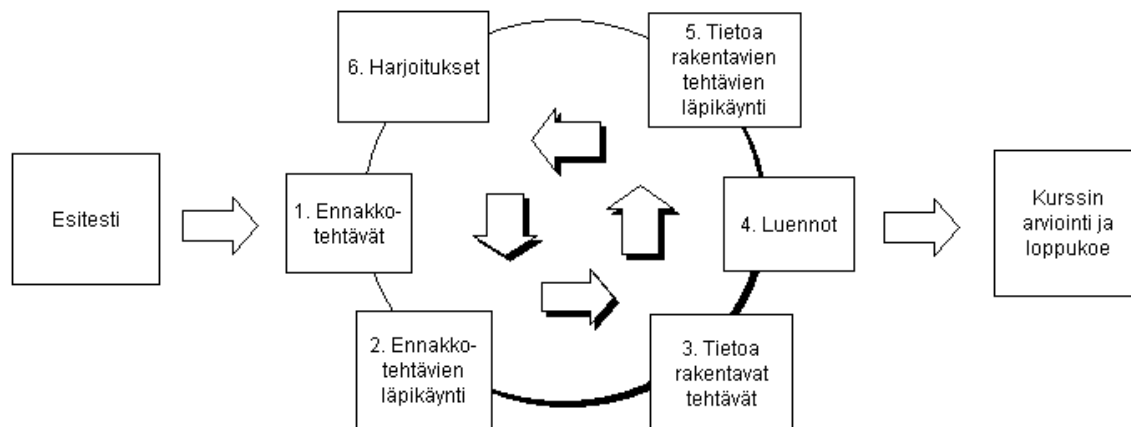 Esitesti
1. Ennakko-
tehtävät
2. Ennakko-
tehtävien
läpikäynti
3. Tietoa
rakentavat
tehtävät
4. Luennot
5. Tietoa
rakentavien
tehtävien
läpikäynti
6. Harjoitukset
Kurssin
arviointi ja
loppukoe